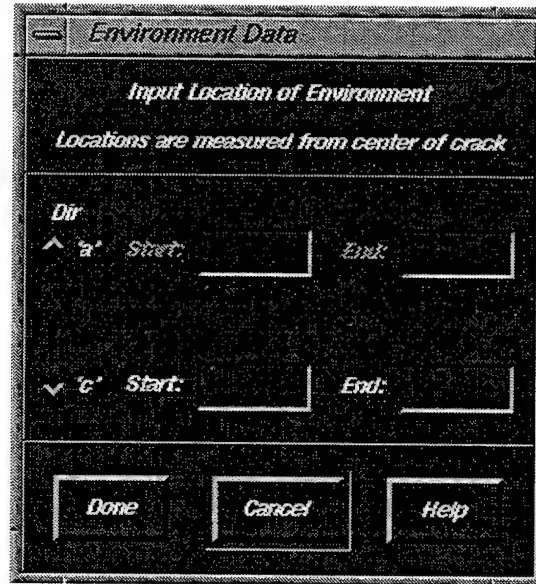 Environment Data
Input Location of Environment
Locations are measured from center of crack
Dir
'a' Start: End:
'c' Start: End:
Done Cancel Help